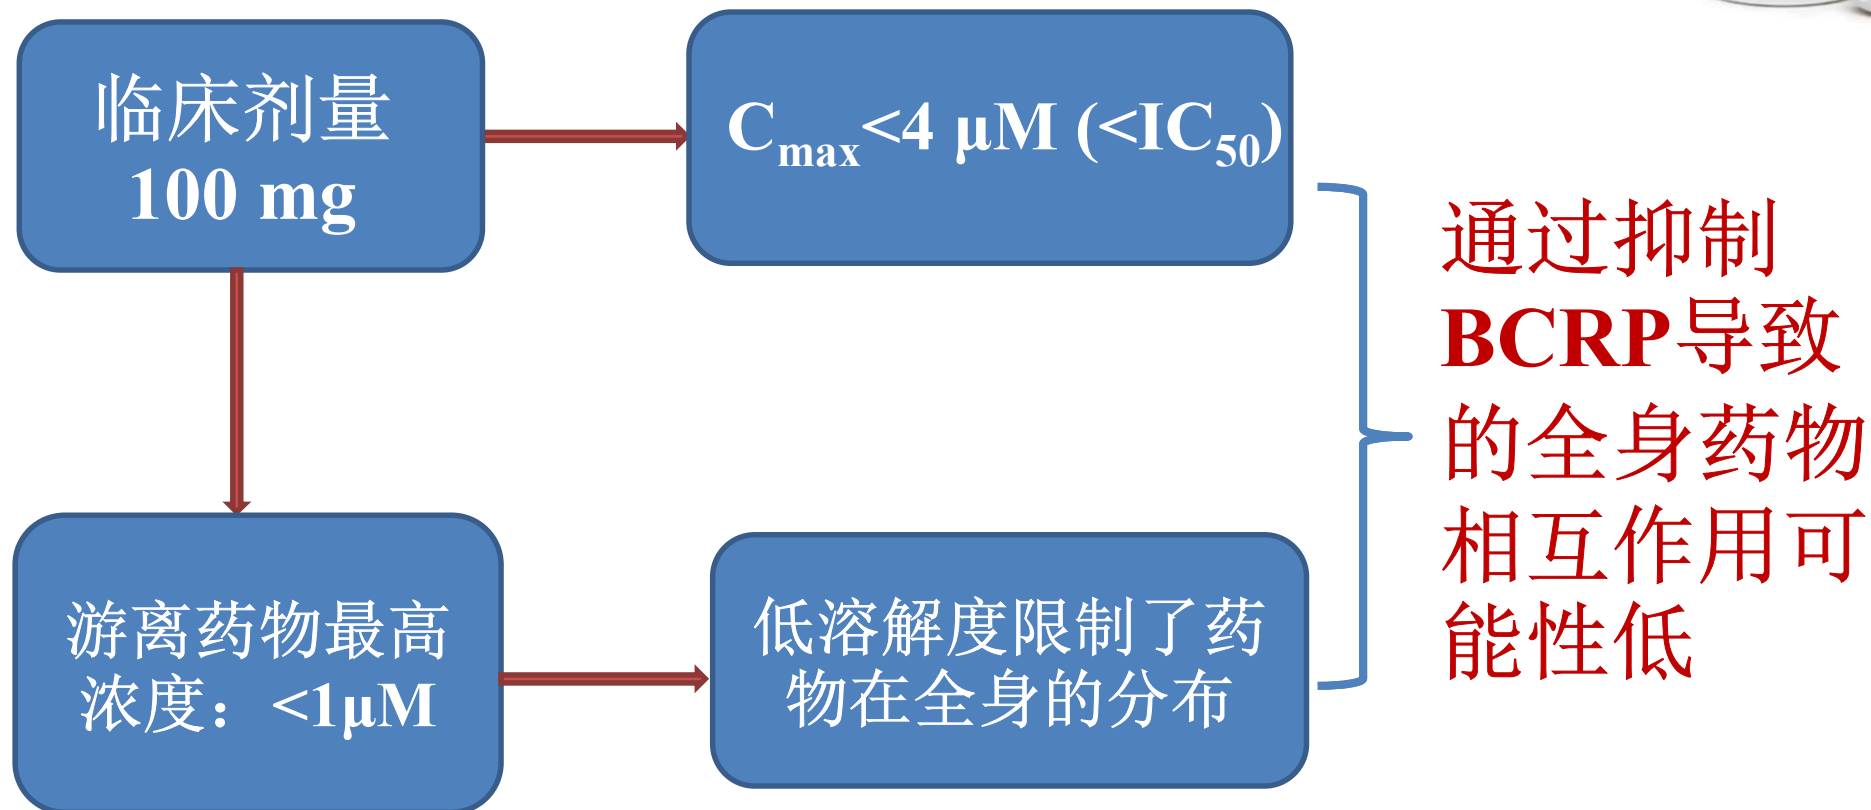 临床剂量
100 mg
Cmax<4 μM (<IC50)
游离药物最高
浓度：<1μM
低溶解度限制了药
物在全身的分布
通过抑制
BCRP导致
的全身药物
相互作用可
能性低